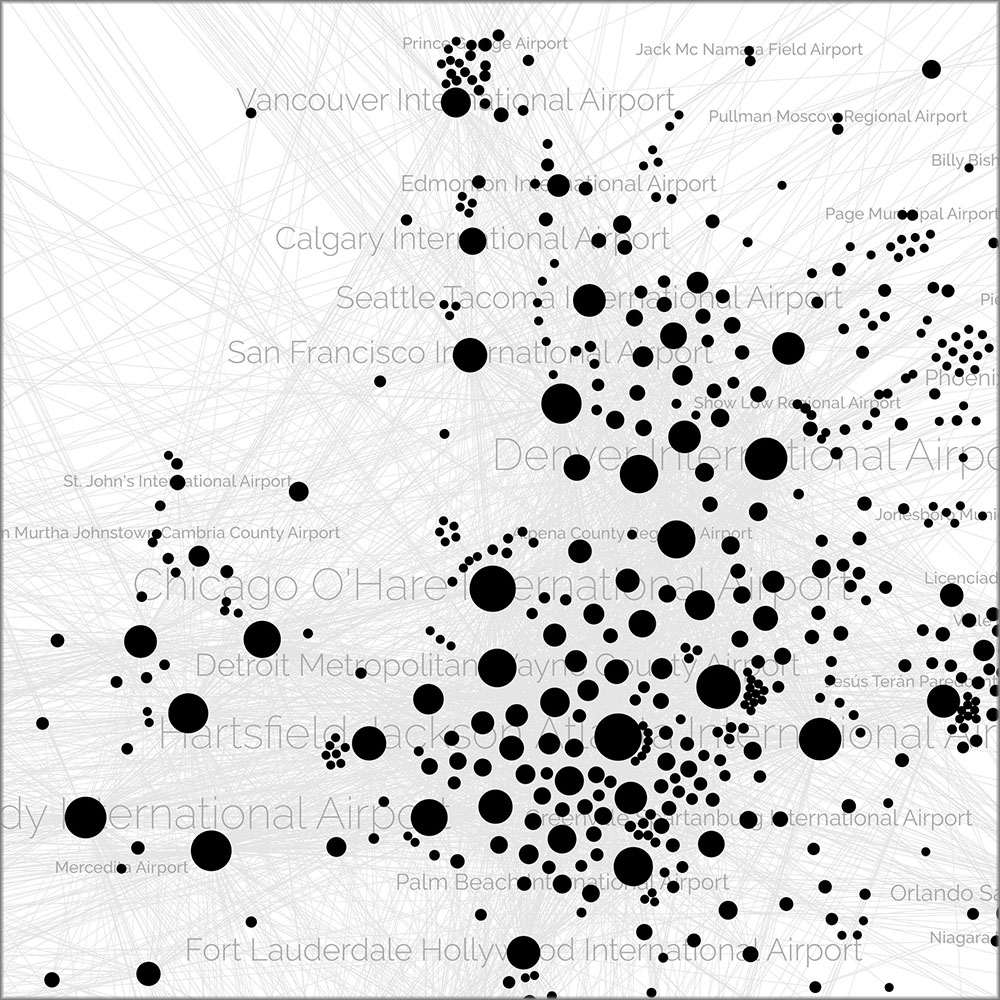 Prince George Airport
Jack Mc Namara Field Airport
Vancouver International Airport
Pullman Moscow Regional Airport
Billy Bish
Edmonton International Airport
Page Municipal Airport
Calgary International Airport
Seattle Tacoma International Airport
San Francisco International Airport
Phoeni
Show Low Regional Airport
Denver International Airpo
St. John's International Airport
Jonesboro Muni
n Murtha Johnstown Cambria County Airport
Alpena County Regional Airport
Chicago O'Hare International Airport
Licenciad
Detroit Metropolitan Wayne County Airport
Jesús Terán Paredo Int
Hartsfield Jackson Atlanta International Airport
dy International Airport
Greenville Spartanburg International Airport
Mercedita Airport
Palm Beach International Airport
Orlando Sa
Fort Lauderdale Hollywood International Airport
Niagara